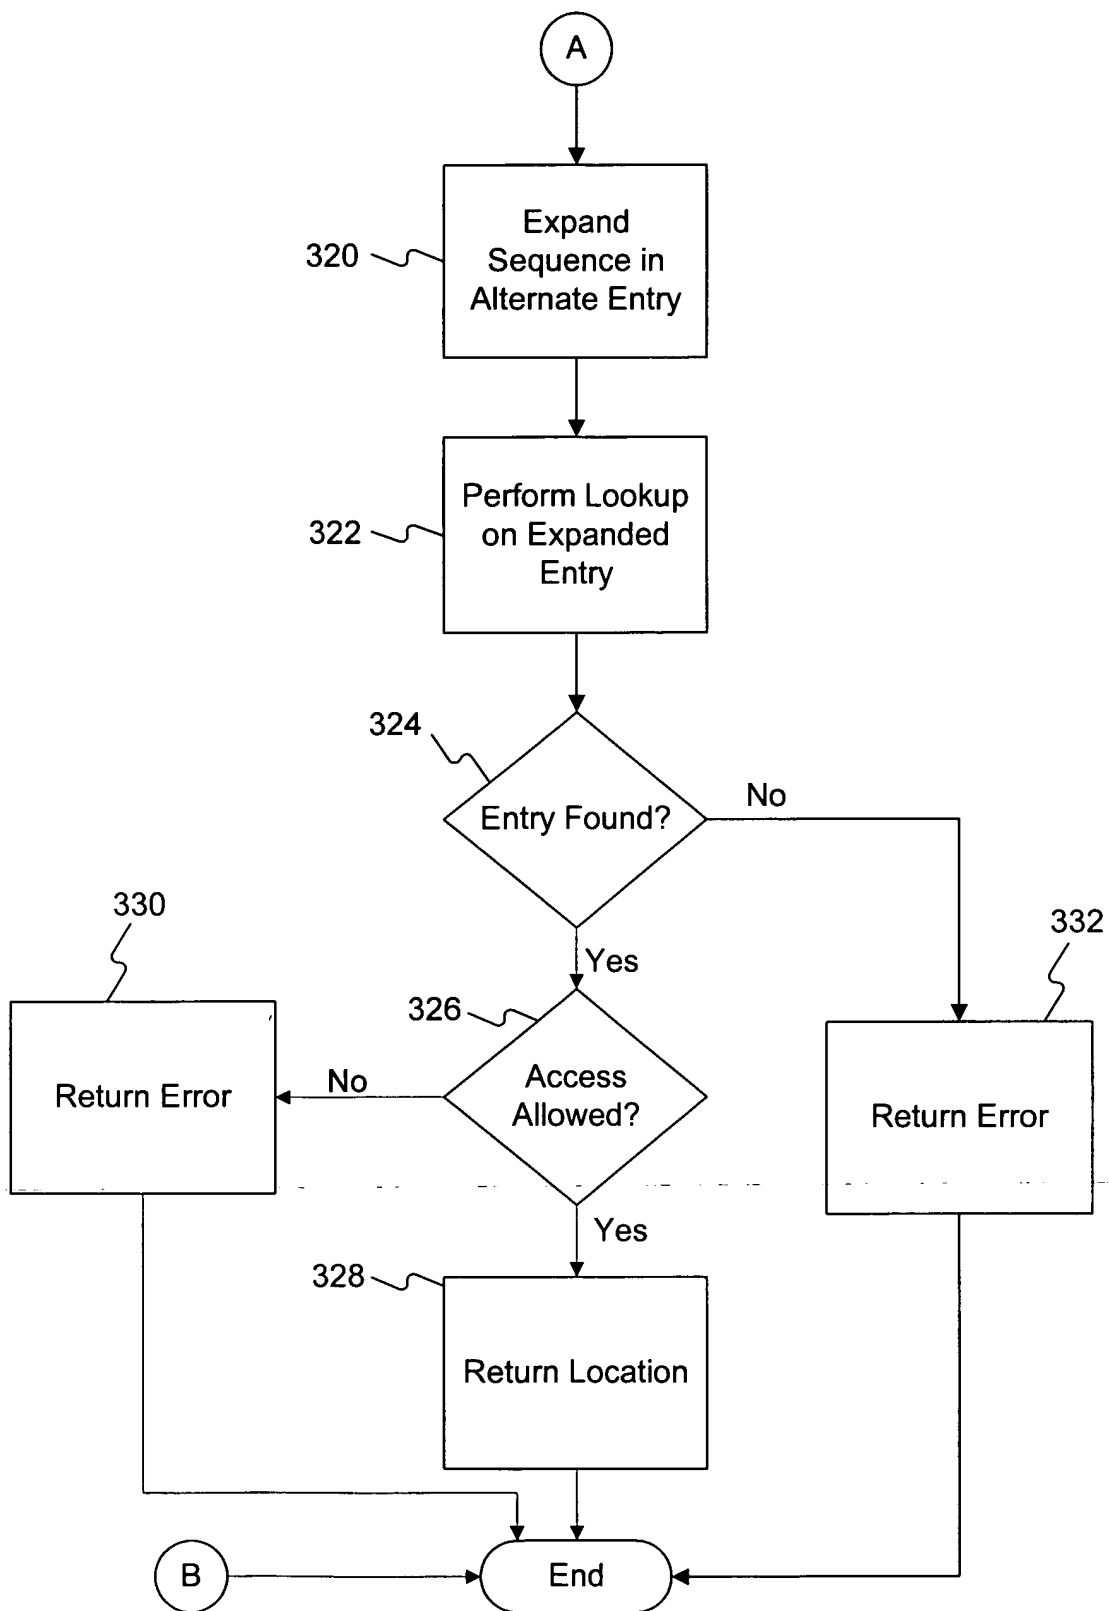 A
320
Expand
Sequence in
Alternate Entry
322
Perform Lookup
on Expanded
Entry
324
Entry Found?
No
Yes
330
332
326
Access
Allowed?
No
Return Error
Return Error
Yes
328
Return Location
B
End